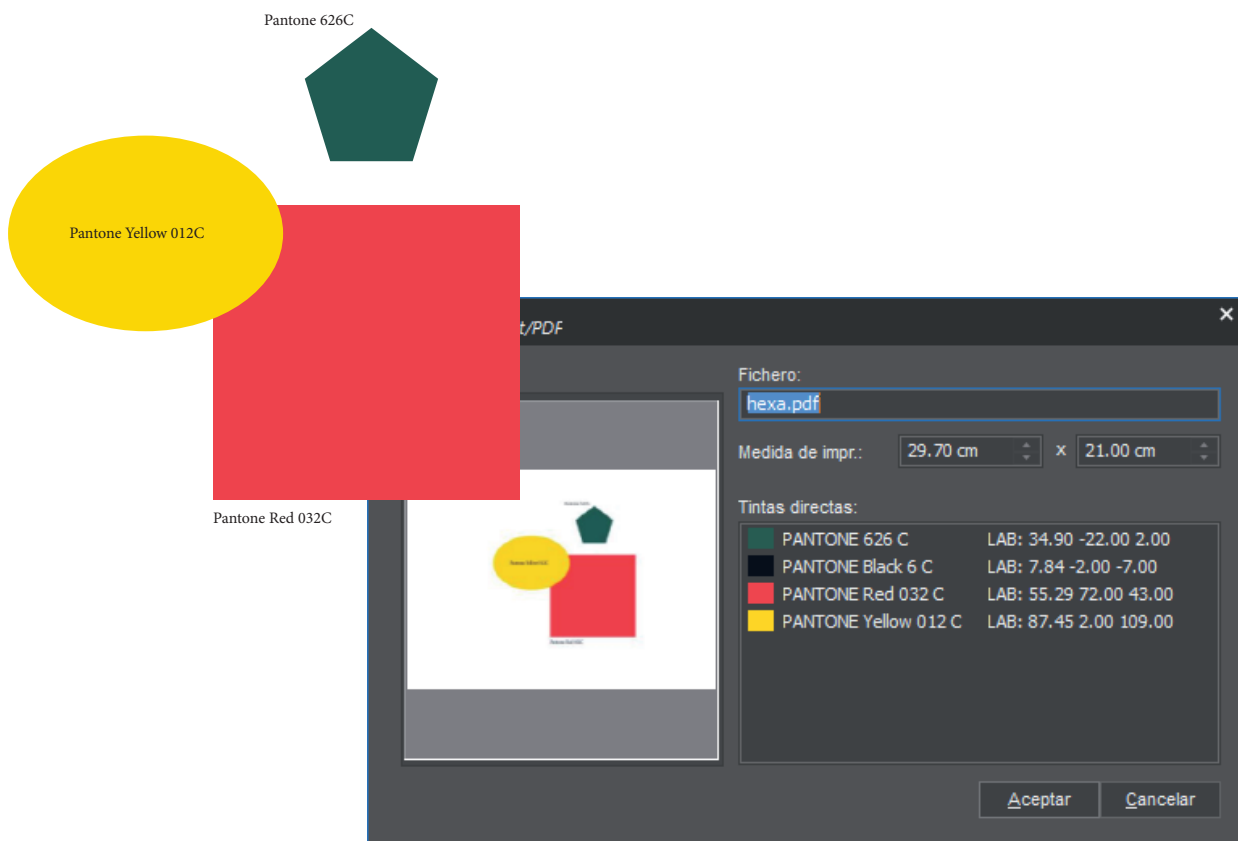 Pantone 626C
Pantone Yellow 012C
Pantone Red 032C
t/PDF
Fichero:
hexa.pdf
Medida de impr.: 29.70 cm x 21.00 cm
Tintas directas:
PANTONE 626 C LAB: 34.90 -22.00 2.00
PANTONE Black 6 C LAB: 7.84 -2.00 -7.00
PANTONE Red 032 C LAB: 55.29 72.00 43.00
PANTONE Yellow 012 C LAB: 87.45 2.00 109.00
Aceptar Cancelar